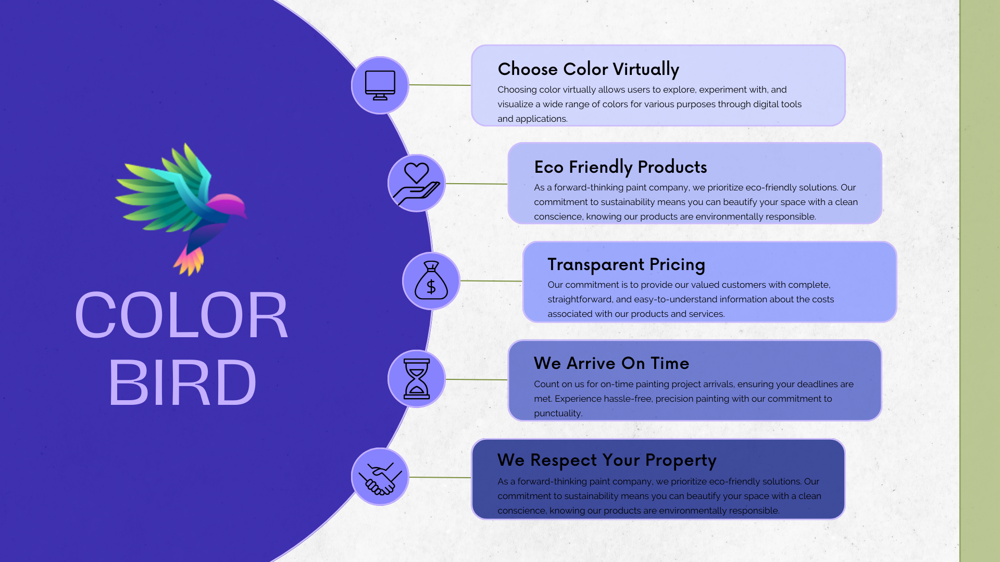 COLOR
BIRD
Choose Color Virtually
Choosing color virtually allows users to explore, experiment with, and
visualize a wide range of colors for various purposes through digital tools
and applications.
Eco Friendly Products
As a forward-thinking paint company, we prioritize eco-friendly solutions. Our
commitment to sustainability means you can beautify your space with a clean
conscience, knowing our products are environmentally responsible.
$
Transparent Pricing
Our commitment is to provide our valued customers with complete,
straightforward, and easy-to-understand information about the costs
associated with our products and services.
We Arrive On Time
Count on us for on-time painting project arrivals, ensuring your deadlines are
met. Experience hassle-free, precision painting with our commitment to
punctuality.
We Respect Your Property
As a forward-thinking paint company, we prioritize eco-friendly solutions. Our
commitment to sustainability means you can beautify your space with a clean
conscience, knowing our products are environmentally responsible.